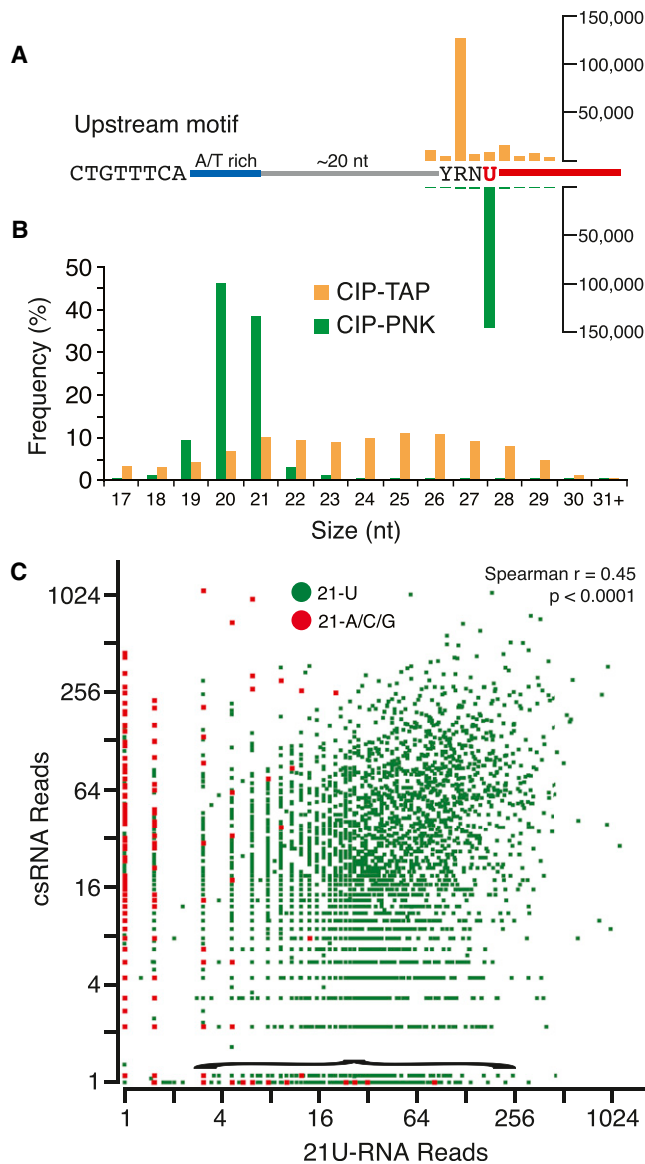 A
150,000
100,000
50,000
Upstream motif
CTGTTTCA
A/T rich
~20 nt
YRNU
50,000
100,000
150,000
B
CIP-TAP
CIP-PNK
Frequency (%)
50
40
30
20
10
0
17 18 19 20 21 22 23 24 25 26 27 28 29 30 31+
Size (nt)
C
21-U
21-A/C/G
Spearman r = 0.45
p < 0.0001
csRNA Reads
1024
256
64
16
4
1
1 4 16 64 256 1024
21U-RNA Reads